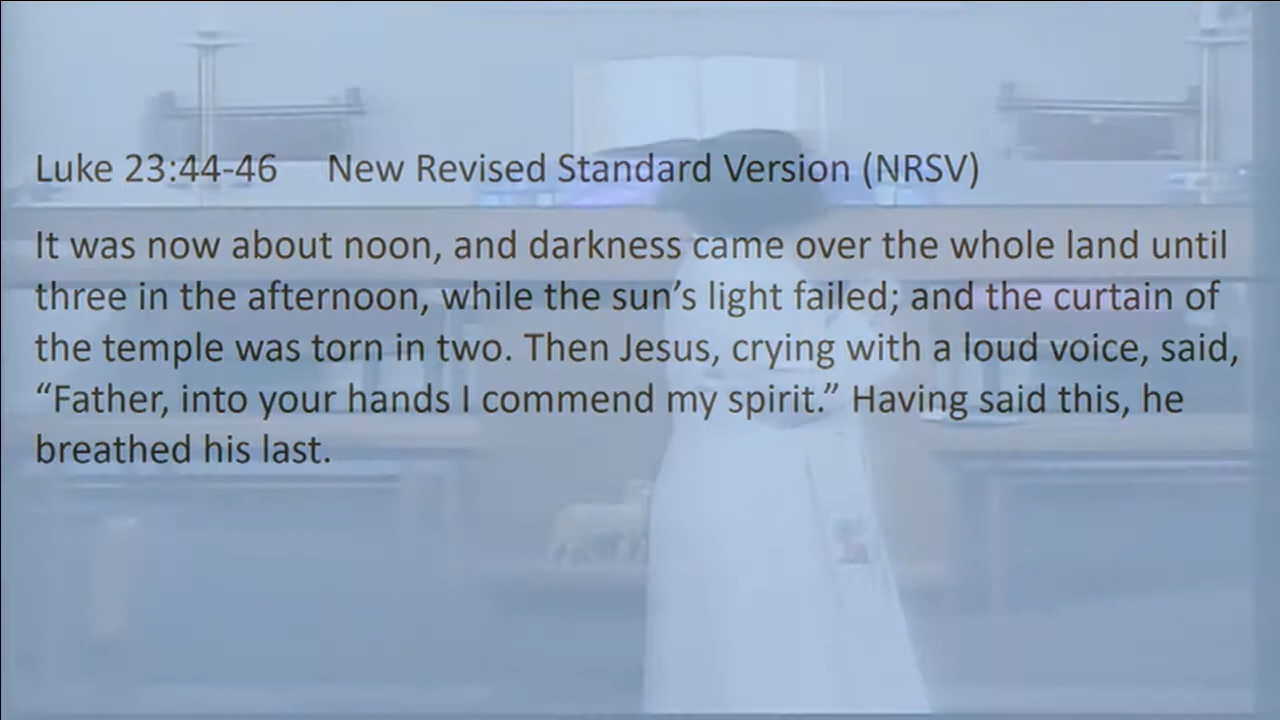 Luke 23:44-46 New Revised Standard Version (NRSV)
It was now about noon, and darkness came over the whole land until
three in the afternoon, while the sun’s light failed; and the curtain of
the temple was torn in two. Then Jesus, crying with a loud voice, said,
“Father, into your hands I commend my spirit.” Having said this, he
breathed his last.